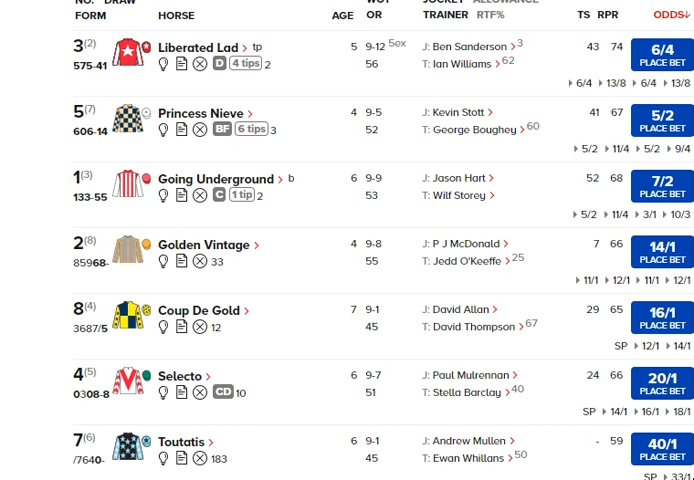 NO. DRAW WGT JOCKEY ALLOWANCE
FORM HORSE AGE OR TRAINER RTF% TS RPR ODDS↓
3(2) Liberated Lad > tp 5 9-12 5ex J: Ben Sanderson > 3 43 74 6/4
575-41 D 4 tips 2 56 T: Ian Williams > 62 PLACE BET
6/4 13/8 6/4 13/8
5(7) Princess Nieve > 4 9-5 J: Kevin Stott > 41 67 5/2
606-14 BF 6 tips 3 52 T: George Boughey > 60 PLACE BET
5/2 11/4 5/2 9/4
1(3) Going Underground > b 6 9-9 J: Jason Hart > 52 68 7/2
133-55 C 1 tip 2 53 T: Wilf Storey > PLACE BET
5/2 11/4 3/1 10/3
2(8) Golden Vintage > 4 9-8 J: P J McDonald > 7 66 14/1
85968- 33 55 T: Jedd O'Keeffe > 25 PLACE BET
11/1 12/1 11/1 12/1
8(4) Coup De Gold > 7 9-1 J: David Allan > 29 65 16/1
3687/5 12 45 T: David Thompson > 67 PLACE BET
SP 12/1 14/1
4(5) Selecto > 6 9-7 J: Paul Mulrennan > 24 66 20/1
0308-8 CD 10 51 T: Stella Barclay > 40 PLACE BET
SP 14/1 16/1 18/1
7(6) Toutatis > 6 9-1 J: Andrew Mullen > - 59 40/1
/7640- 183 45 T: Ewan Whillans > 50 PLACE BET
SP 33/1